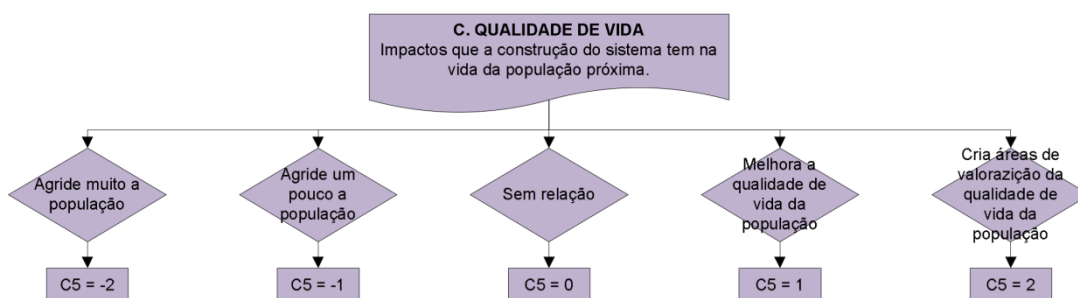 C. QUALIDADE DE VIDA
Impactos que a construção do sistema tem na
vida da população próxima.
Agride muito a
população
Agride um
pouco a
população
Sem relação
Melhora a
qualidade de
vida da
população
Cria áreas de
valorazição da
qualidade de
vida da
população
C5 = -2
C5 = -1
C5 = 0
C5 = 1
C5 = 2